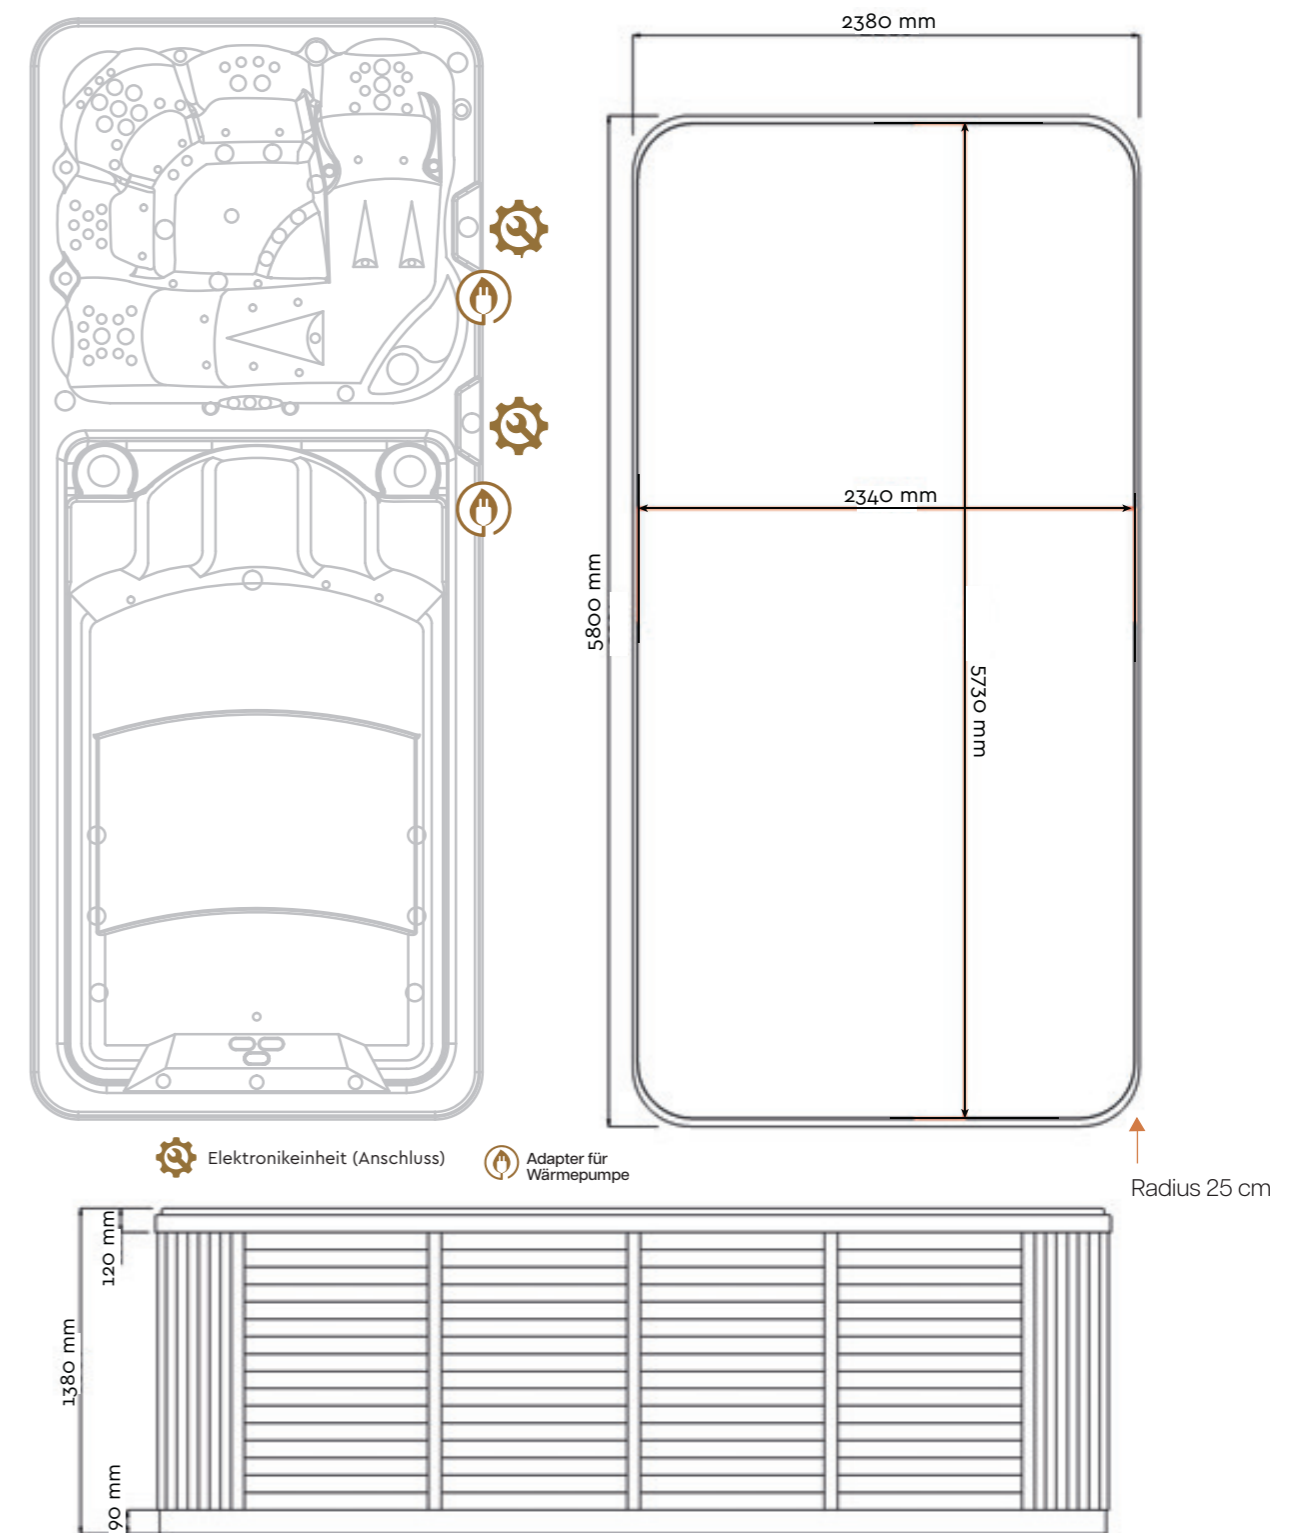 2380 mm
2340 mm
5800 mm
5730 mm
Elektronikeinheit (Anschluss)
Adapter für
Wärmepumpe
Radius 25 cm
120 mm
1380 mm
90 mm